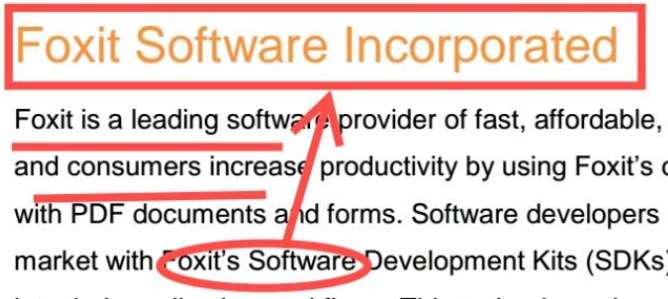 Foxit Software Incorporated
Foxit is a leading software provider of fast, affordable,
and consumers increase productivity by using Foxit's
with PDF documents and forms. Software developers
market with Foxit's Software Development Kits (SDKs)